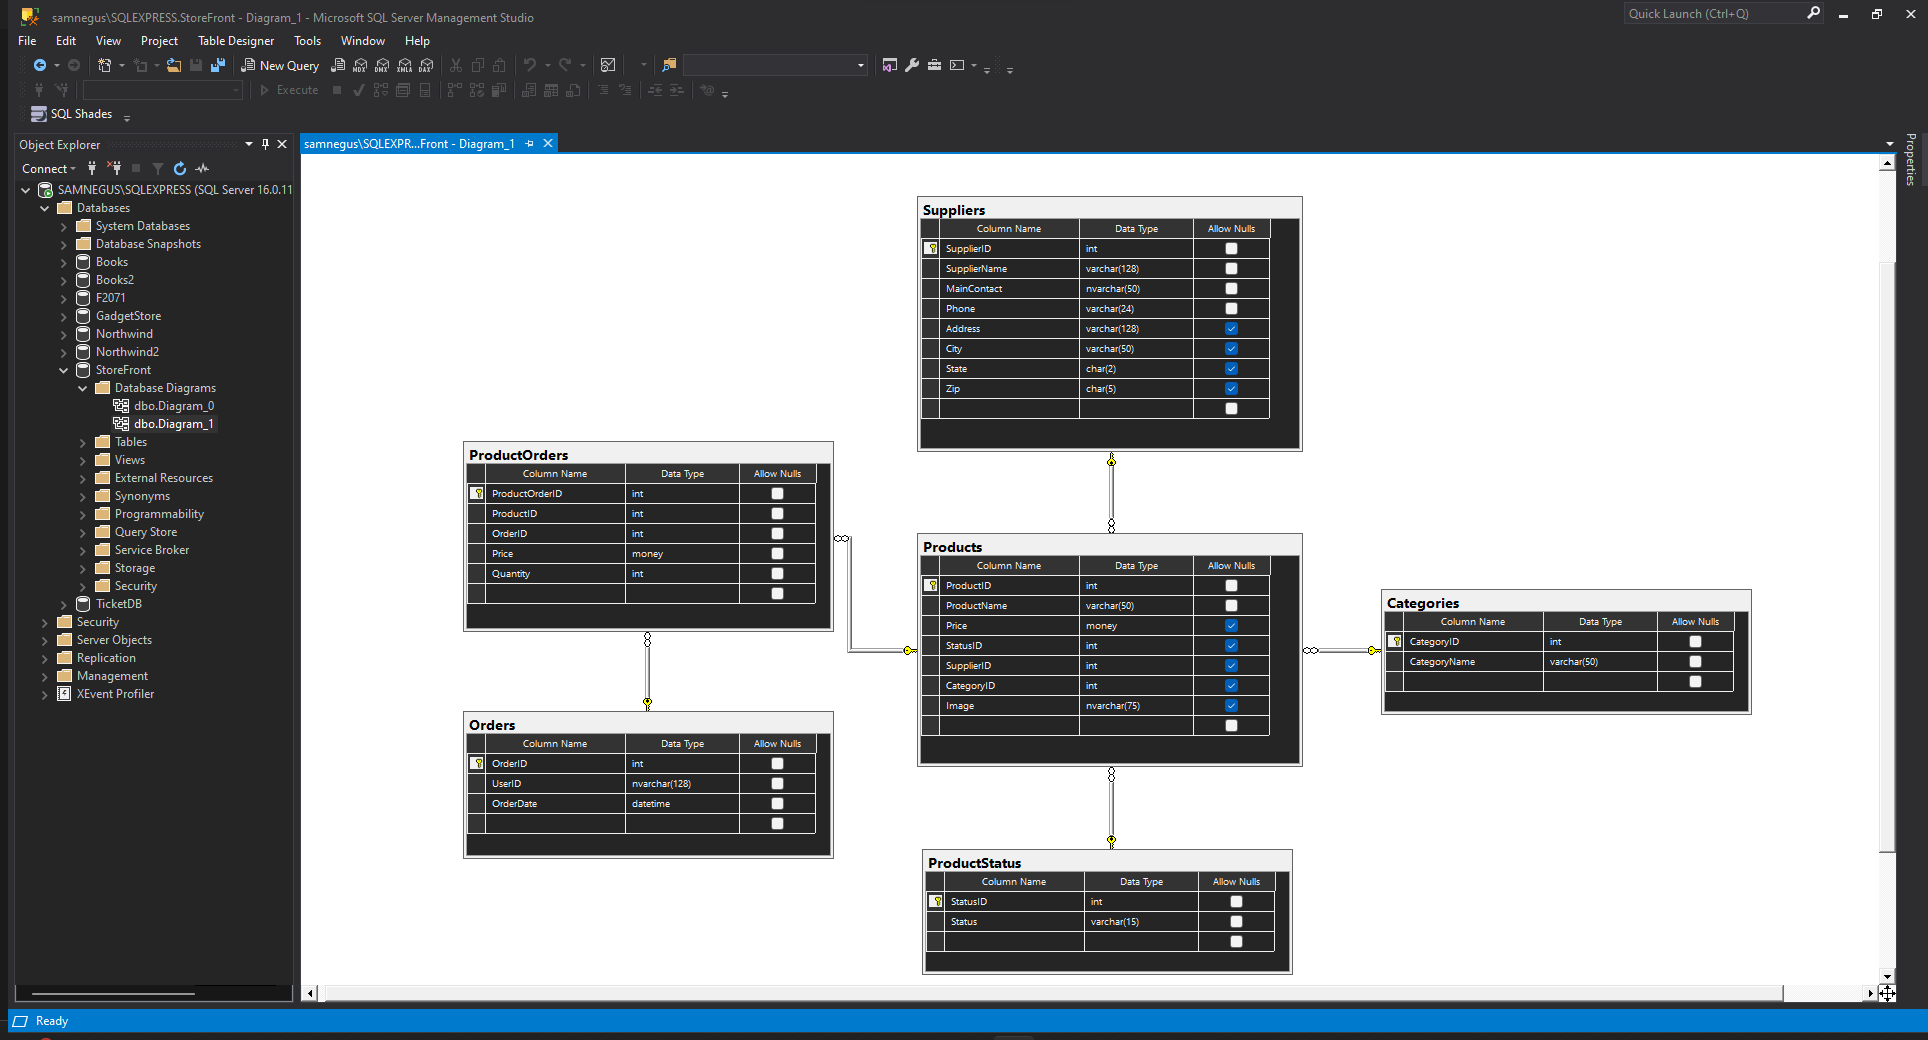 samnegus\SQLEXPRESS.StoreFront - Diagram_1 - Microsoft SQL Server Management Studio
Quick Launch (Ctrl+Q)
File Edit View Project Table Designer Tools Window Help
New Query MDX DMX XMLA DAX
Execute
SQL Shades
Object Explorer
Connect
SAMNEGUS\SQLEXPRESS (SQL Server 16.0.11
Databases
System Databases
Database Snapshots
Books
Books2
F2071
GadgetStore
Northwind
Northwind2
StoreFront
Database Diagrams
dbo.Diagram_0
dbo.Diagram_1
Tables
Views
External Resources
Synonyms
Programmability
Query Store
Service Broker
Storage
Security
TicketDB
Security
Server Objects
Replication
Management
XEvent Profiler
samnegus\SQLEXPR...Front - Diagram_1
Properties
Suppliers
Column Name Data Type Allow Nulls
SupplierID int
SupplierName varchar(128)
MainContact nvarchar(50)
Phone varchar(24)
Address varchar(128)
City varchar(50)
State char(2)
Zip char(5)
ProductOrders
Column Name Data Type Allow Nulls
ProductOrderID int
ProductID int
OrderID int
Price money
Quantity int
Products
Column Name Data Type Allow Nulls
ProductID int
ProductName varchar(50)
Price money
StatusID int
SupplierID int
CategoryID int
Image nvarchar(75)
Categories
Column Name Data Type Allow Nulls
CategoryID int
CategoryName varchar(50)
Orders
Column Name Data Type Allow Nulls
OrderID int
UserID nvarchar(128)
OrderDate datetime
ProductStatus
Column Name Data Type Allow Nulls
StatusID int
Status varchar(15)
Ready